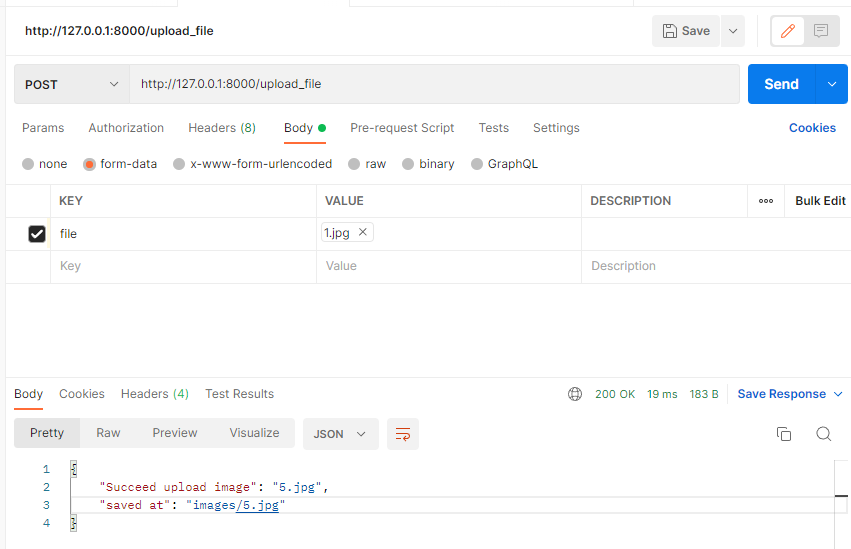 http://127.0.0.1:8000/upload_file Save
POST http://127.0.0.1:8000/upload_file Send
Params Authorization Headers (8) Body Pre-request Script Tests Settings Cookies
none form-data x-www-form-urlencoded raw binary GraphQL
KEY VALUE DESCRIPTION Bulk Edit
file 1.jpg
Key Value Description
Body Cookies Headers (4) Test Results 200 OK 19 ms 183 B Save Response
Pretty Raw Preview Visualize JSON
1 {
2 "Succeed upload image": "5.jpg",
3 "saved at": "images/5.jpg"
4 }